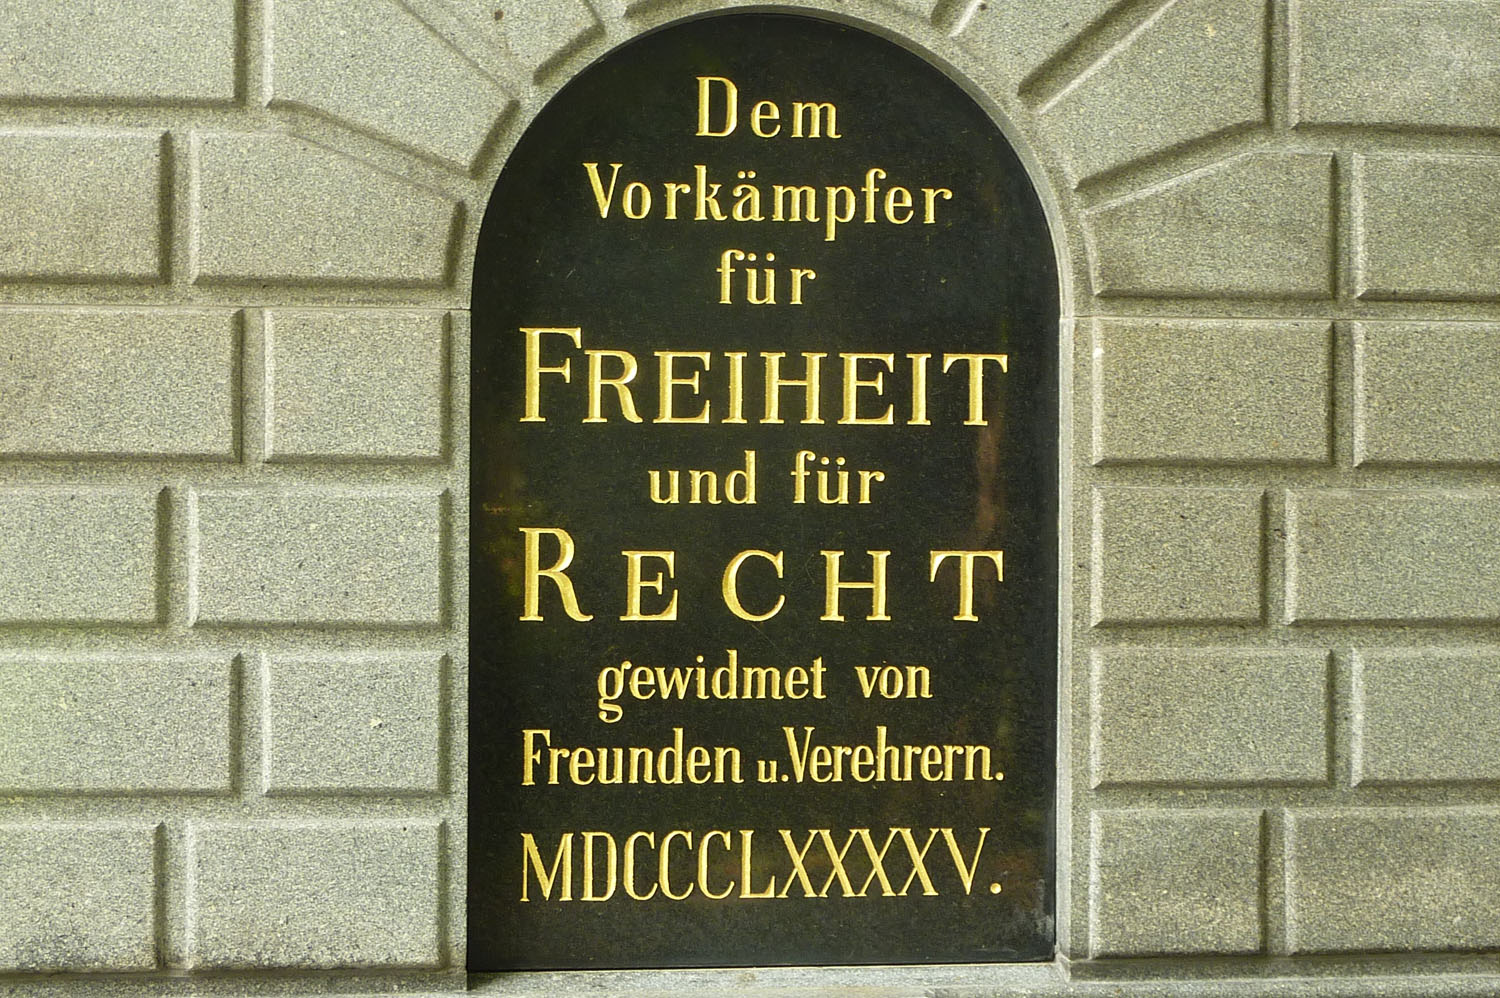 Dem
Vorkämpfer
für
FREIHEIT
und für
RECHT
gewidmet von
Freunden u. Verehrern.
MDCCCLXXXXV.